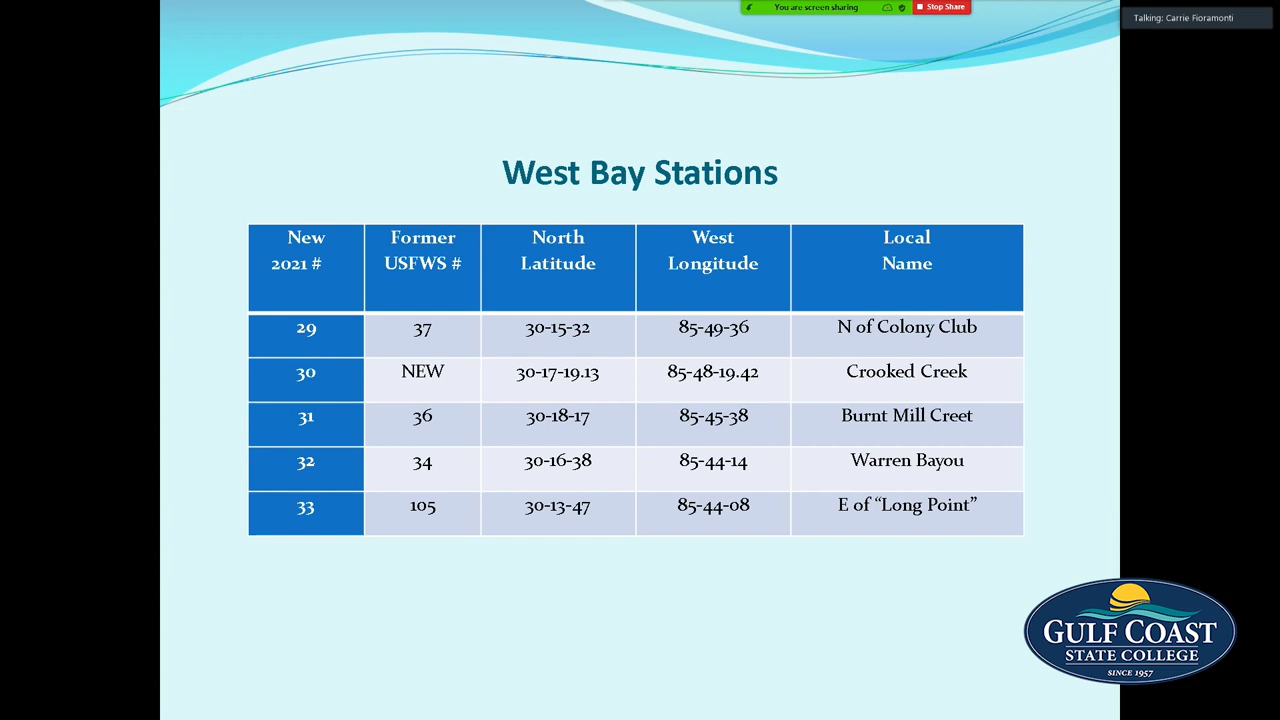 You are screen sharing
Stop Share
Talking: Carrie Fioramonti
West Bay Stations
New 2021 # Former USFWS # North Latitude West Longitude Local Name
29 37 30-15-32 85-49-36 N of Colony Club
30 NEW 30-17-19.13 85-48-19.42 Crooked Creek
31 36 30-18-17 85-45-38 Burnt Mill Creet
32 34 30-16-38 85-44-14 Warren Bayou
33 105 30-13-47 85-44-08 E of “Long Point”
GULF COAST
STATE COLLEGE
SINCE 1957